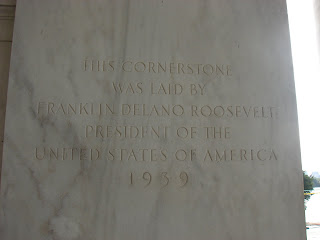 THIS CORNERSTONE
WAS LAID BY
FRANKLIN DELANO ROOSEVELT
PRESIDENT OF THE
UNITED STATES OF AMERICA
1939